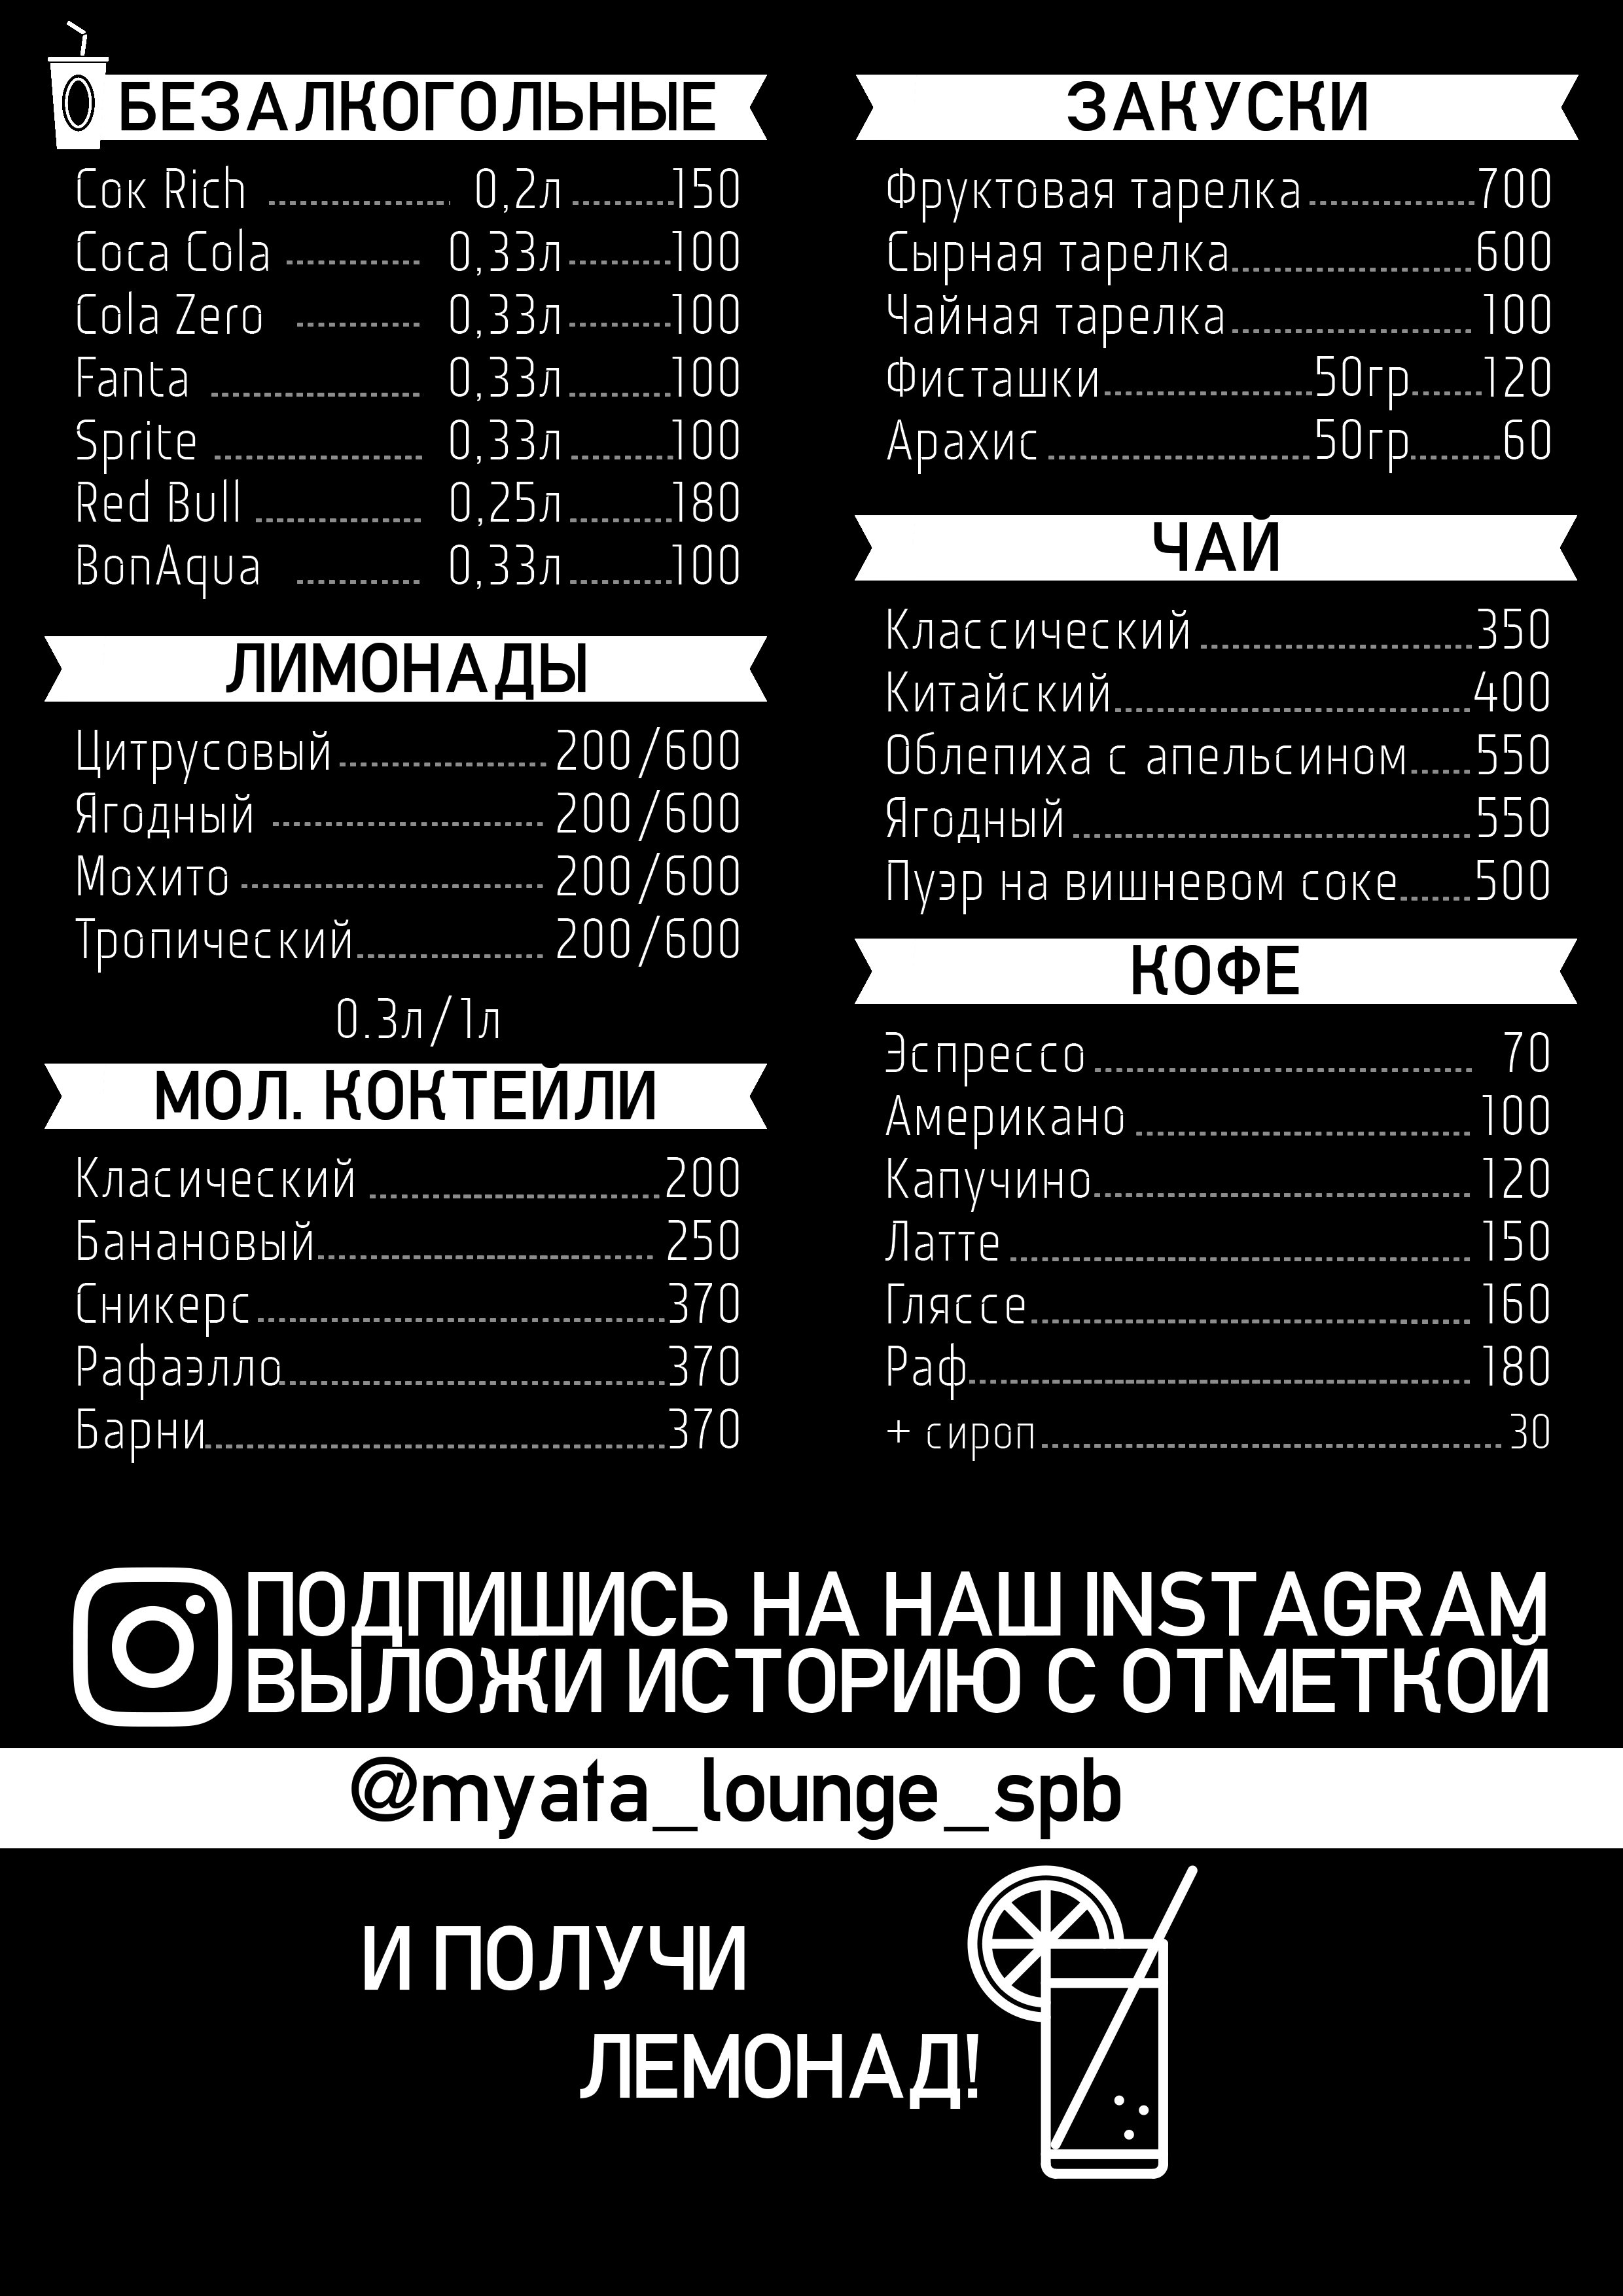 БЕЗАЛКОГОЛЬНЫЕ
Сок Rich 0,2л 150
Coca Cola 0,33л 100
Cola Zero 0,33л 100
Fanta 0,33л 100
Sprite 0,33л 100
Red Bull 0,25л 180
BonAqua 0,33л 100
ЛИМОНАДЫ
Цитрусовый 200/600
Ягодный 200/600
Мохито 200/600
Тропический 200/600
0.3л/1л
МОЛ. КОКТЕЙЛИ
Класический 200
Банановый 250
Сникерс 370
Рафаэлло 370
Барни 370
ЗАКУСКИ
Фруктовая тарелка 700
Сырная тарелка 600
Чайная тарелка 100
Фисташки 50гр 120
Арахис 50гр 60
ЧАЙ
Классический 350
Китайский 400
Облепиха с апельсином 550
Ягодный 550
Пуэр на вишневом соке 500
КОФЕ
Эспрессо 70
Американо 100
Капучино 120
Латте 150
Гляссе 160
Раф 180
+ сироп 30
ПОДПИШИСЬ НА НАШ INSTAGRAM
ВЫЛОЖИ ИСТОРИЮ С ОТМЕТКОЙ
@myata_lounge_spb
И ПОЛУЧИ
ЛЕМОНАД!